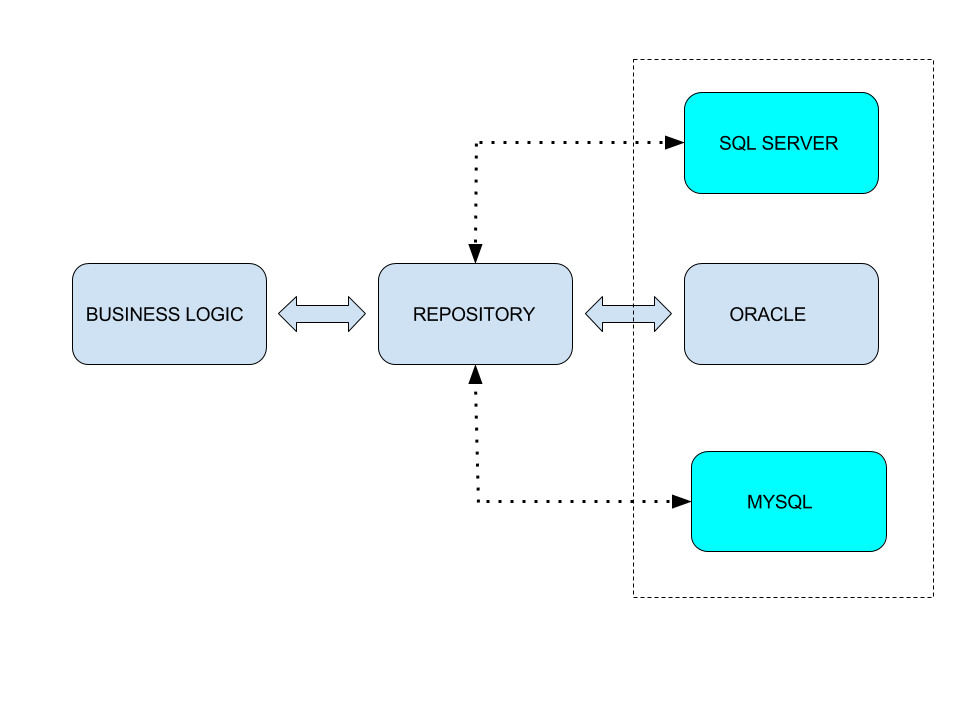 SQL SERVER
BUSINESS LOGIC
REPOSITORY
ORACLE
MYSQL